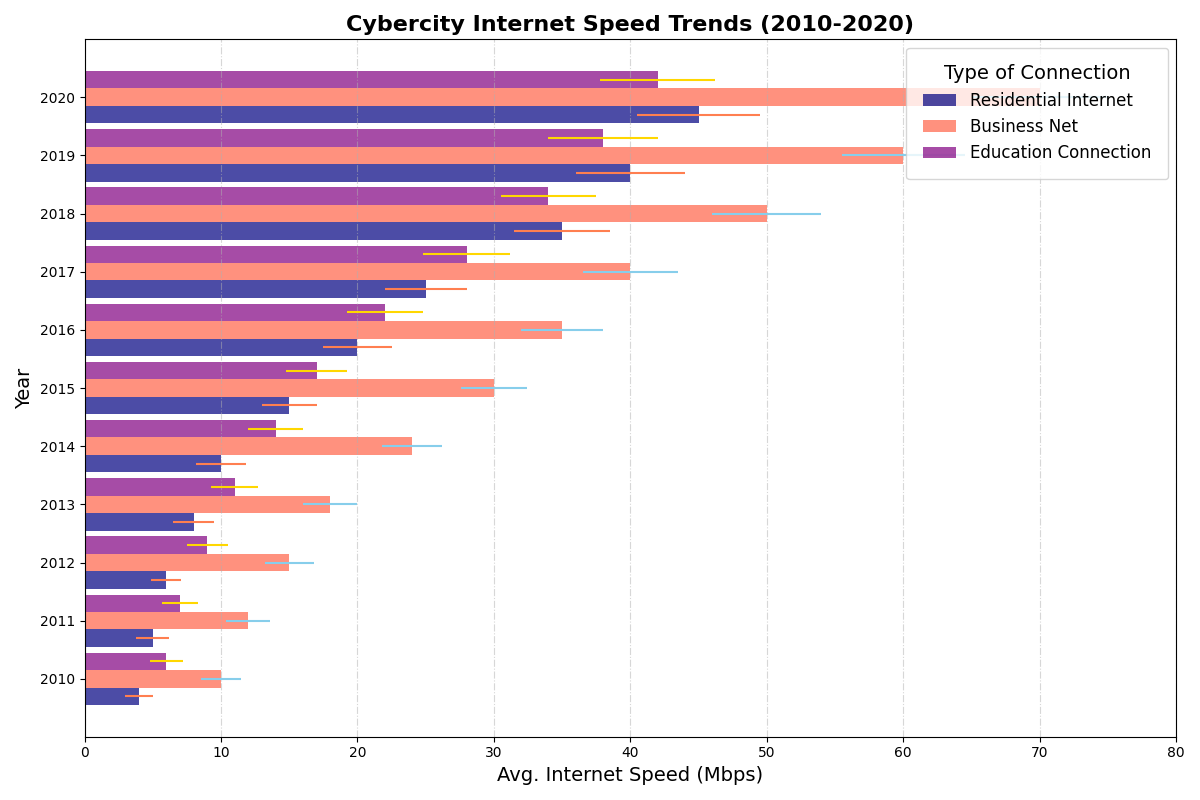 Cybercity Internet Speed Trends (2010-2020)
Type of Connection
Residential Internet
Business Net
Education Connection
Year
2020
2019
2018
2017
2016
2015
2014
2013
2012
2011
2010
0 10 20 30 40 50 60 70 80
Avg. Internet Speed (Mbps)